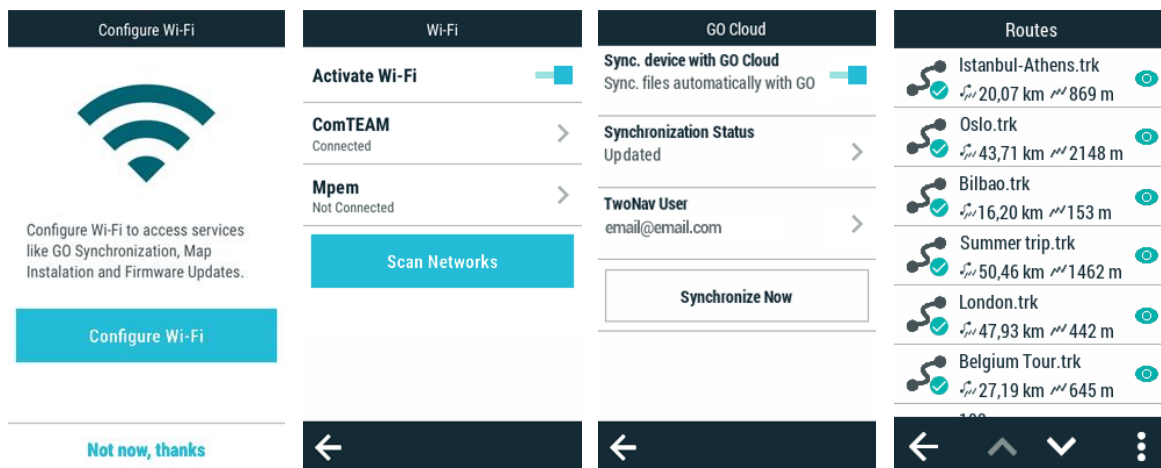 Configure Wi-Fi
Configure Wi-Fi to access services
like GO Synchronization, Map
Instalation and Firmware Updates.
Configure Wi-Fi
Not now, thanks
Wi-Fi
Activate Wi-Fi
ComTEAM
Connected
Mpem
Not Connected
Scan Networks
GO Cloud
Sync. device with GO Cloud
Sync. files automatically with GO
Synchronization Status
Updated
TwoNav User
email@email.com
Synchronize Now
Routes
Istanbul-Athens.trk
20,07 km 869 m
Oslo.trk
43,71 km 2148 m
Bilbao.trk
16,20 km 153 m
Summer trip.trk
50,46 km 1462 m
London.trk
47,93 km 442 m
Belgium Tour.trk
27,19 km 645 m